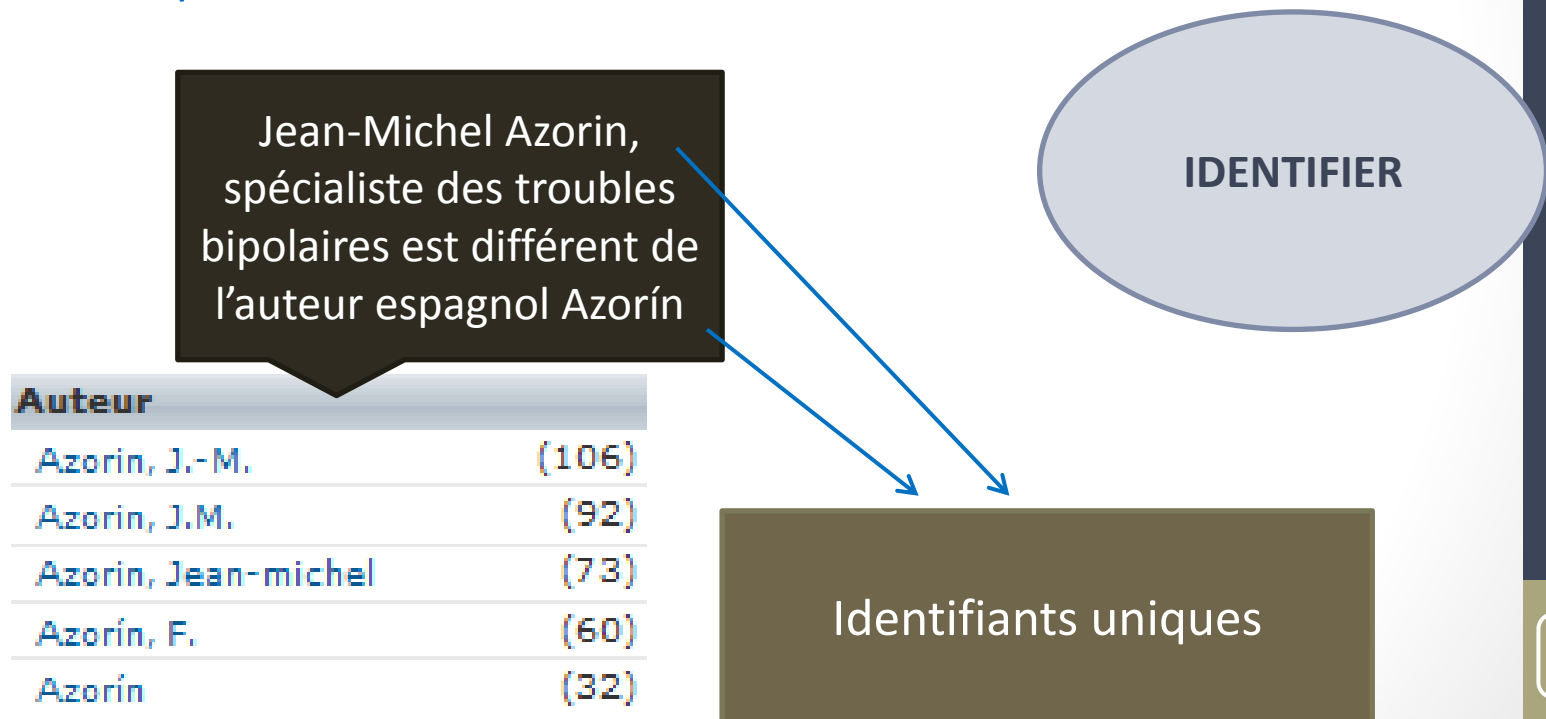 Jean-Michel Azorin,
spécialiste des troubles
bipolaires est différent de
l’auteur espagnol Azorín
IDENTIFIER
Auteur
Azorin, J.-M. (106)
Azorin, J.M. (92)
Azorin, Jean-michel (73)
Azorín, F. (60)
Azorín (32)
Identifiants uniques